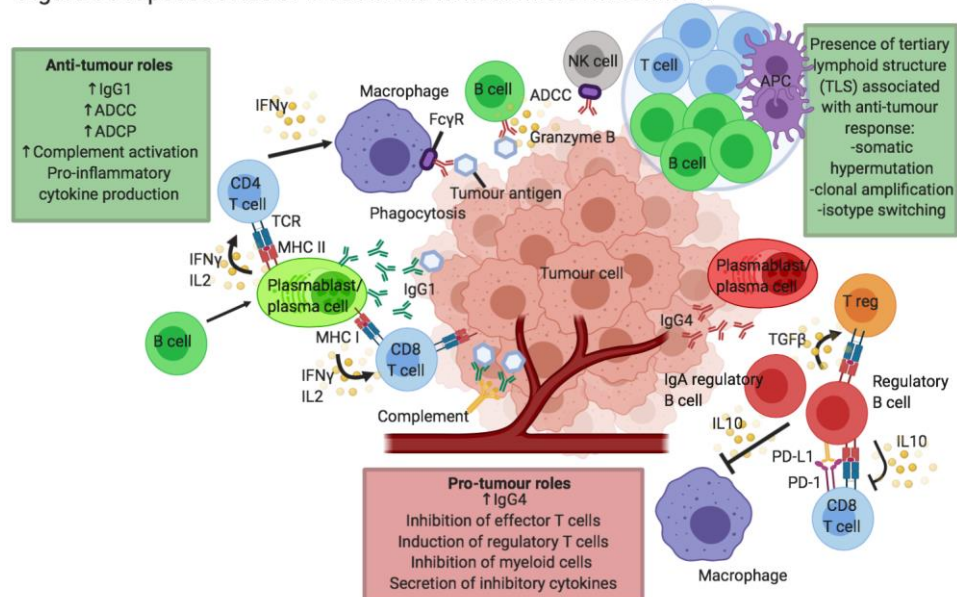 Anti-tumour roles
↑IgG1
↑ADCC
↑ADCP
↑Complement activation
Pro-inflammatory
cytokine production
IFNγ
Macrophage
FcγR
B cell
ADCC
NK cell
Granzyme B
Tumour antigen
Phagocytosis
T cell
APC
B cell
Presence of tertiary
lymphoid structure
(TLS) associated
with anti-tumour
response:
-somatic
hypermutation
-clonal amplification
-isotype switching
CD4
T cell
TCR
MHC II
IFNγ
IL2
Plasmablast/
plasma cell
IgG1
B cell
MHC I
CD8
T cell
IFNγ
IL2
Complement
Tumour cell
Plasmablast/
plasma cell
IgG4
T reg
TGFβ
IgA regulatory
B cell
Regulatory
B cell
IL10
IL10
PD-L1
PD-1
CD8
T cell
Macrophage
Pro-tumour roles
↑IgG4
Inhibition of effector T cells
Induction of regulatory T cells
Inhibition of myeloid cells
Secretion of inhibitory cytokines